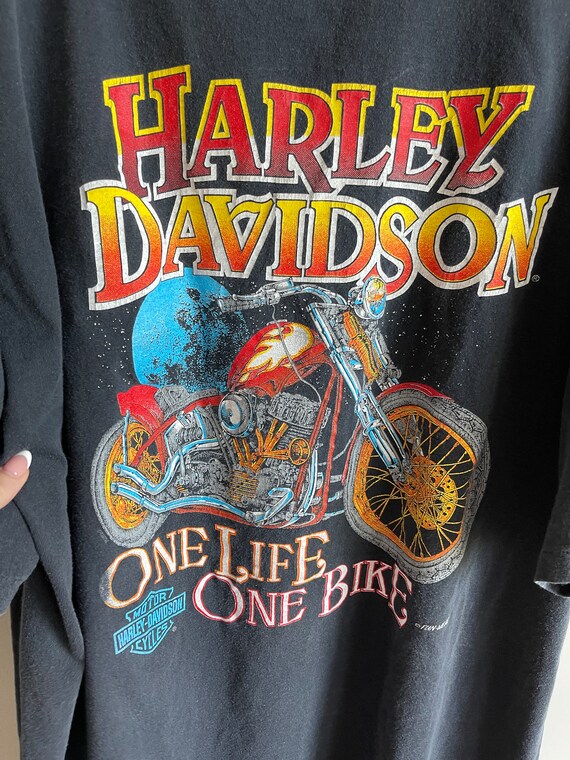 HARLEY
DAVIDSON
®
ONE LIFE
ONE BIKE
MOTOR
HARLEY-DAVIDSON
CYCLES
®